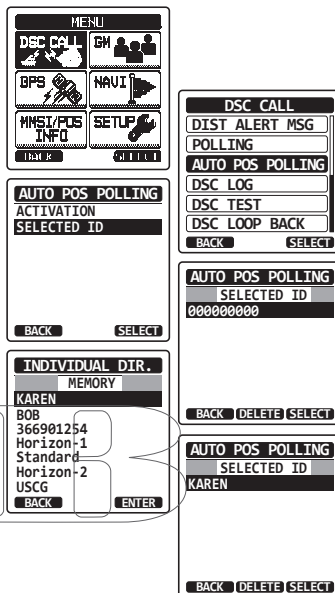 MENU
DSC CALL
GM
GPS
NAVI
MMSI/POS INFO
SETUP
BACK
SELECT
DSC CALL
DIST ALERT MSG
POLLING
AUTO POS POLLING
DSC LOG
DSC TEST
DSC LOOP BACK
BACK SELECT
AUTO POS POLLING
ACTIVATION
SELECTED ID
BACK SELECT
AUTO POS POLLING
SELECTED ID
000000000
BACK DELETE SELECT
INDIVIDUAL DIR.
MEMORY
KAREN
BOB
366901254
Horizon-1
Standard
Horizon-2
USCG
BACK ENTER
AUTO POS POLLING
SELECTED ID
KAREN
BACK DELETE SELECT